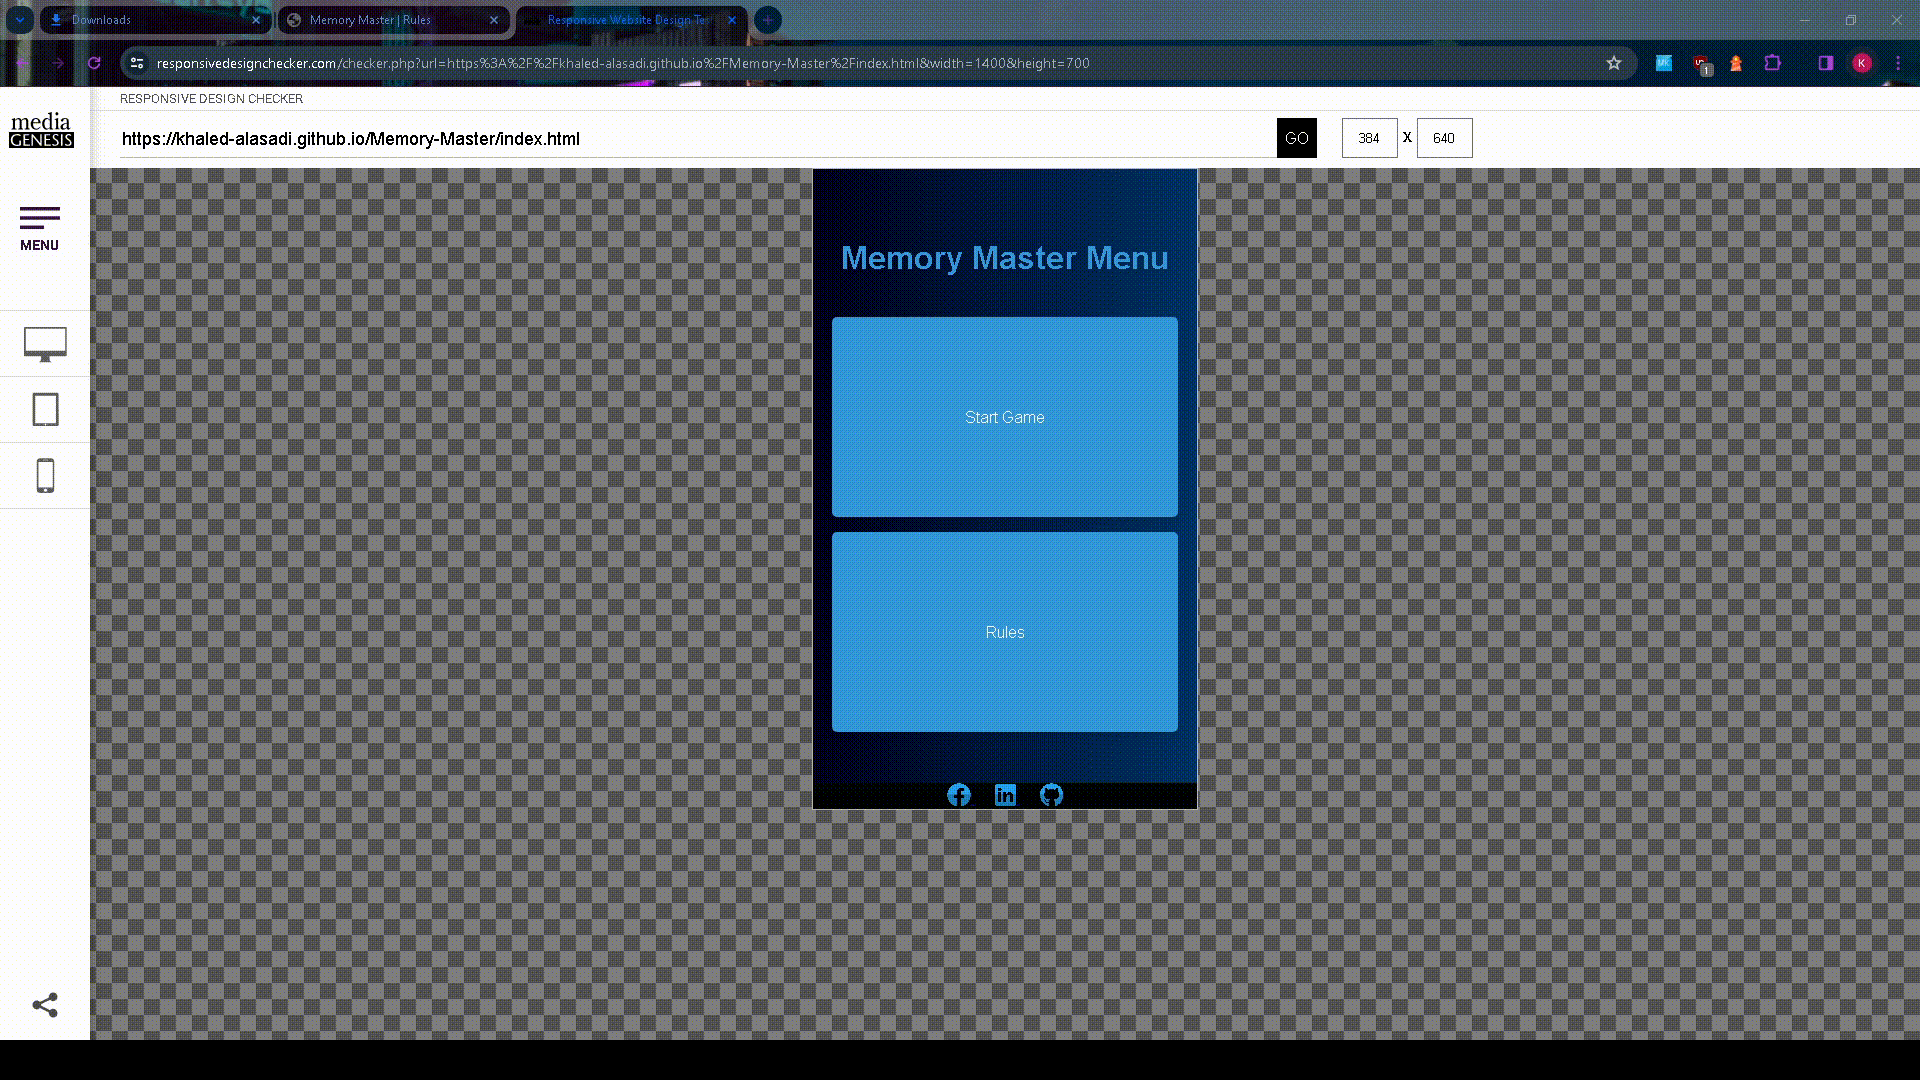 Downloads
Memory Master | Rules
Responsive Website Design Te
responsivedesignchecker.com/checker.php?url=https%3A%2F%2Fkhaled-alasadi.github.io%2FMemory-Master%2Findex.html&width=1400&height=700
MK
1
K
media
GENESIS
RESPONSIVE DESIGN CHECKER
https://khaled-alasadi.github.io/Memory-Master/index.html
GO
384 X 640
MENU
Memory Master Menu
Start Game
Rules